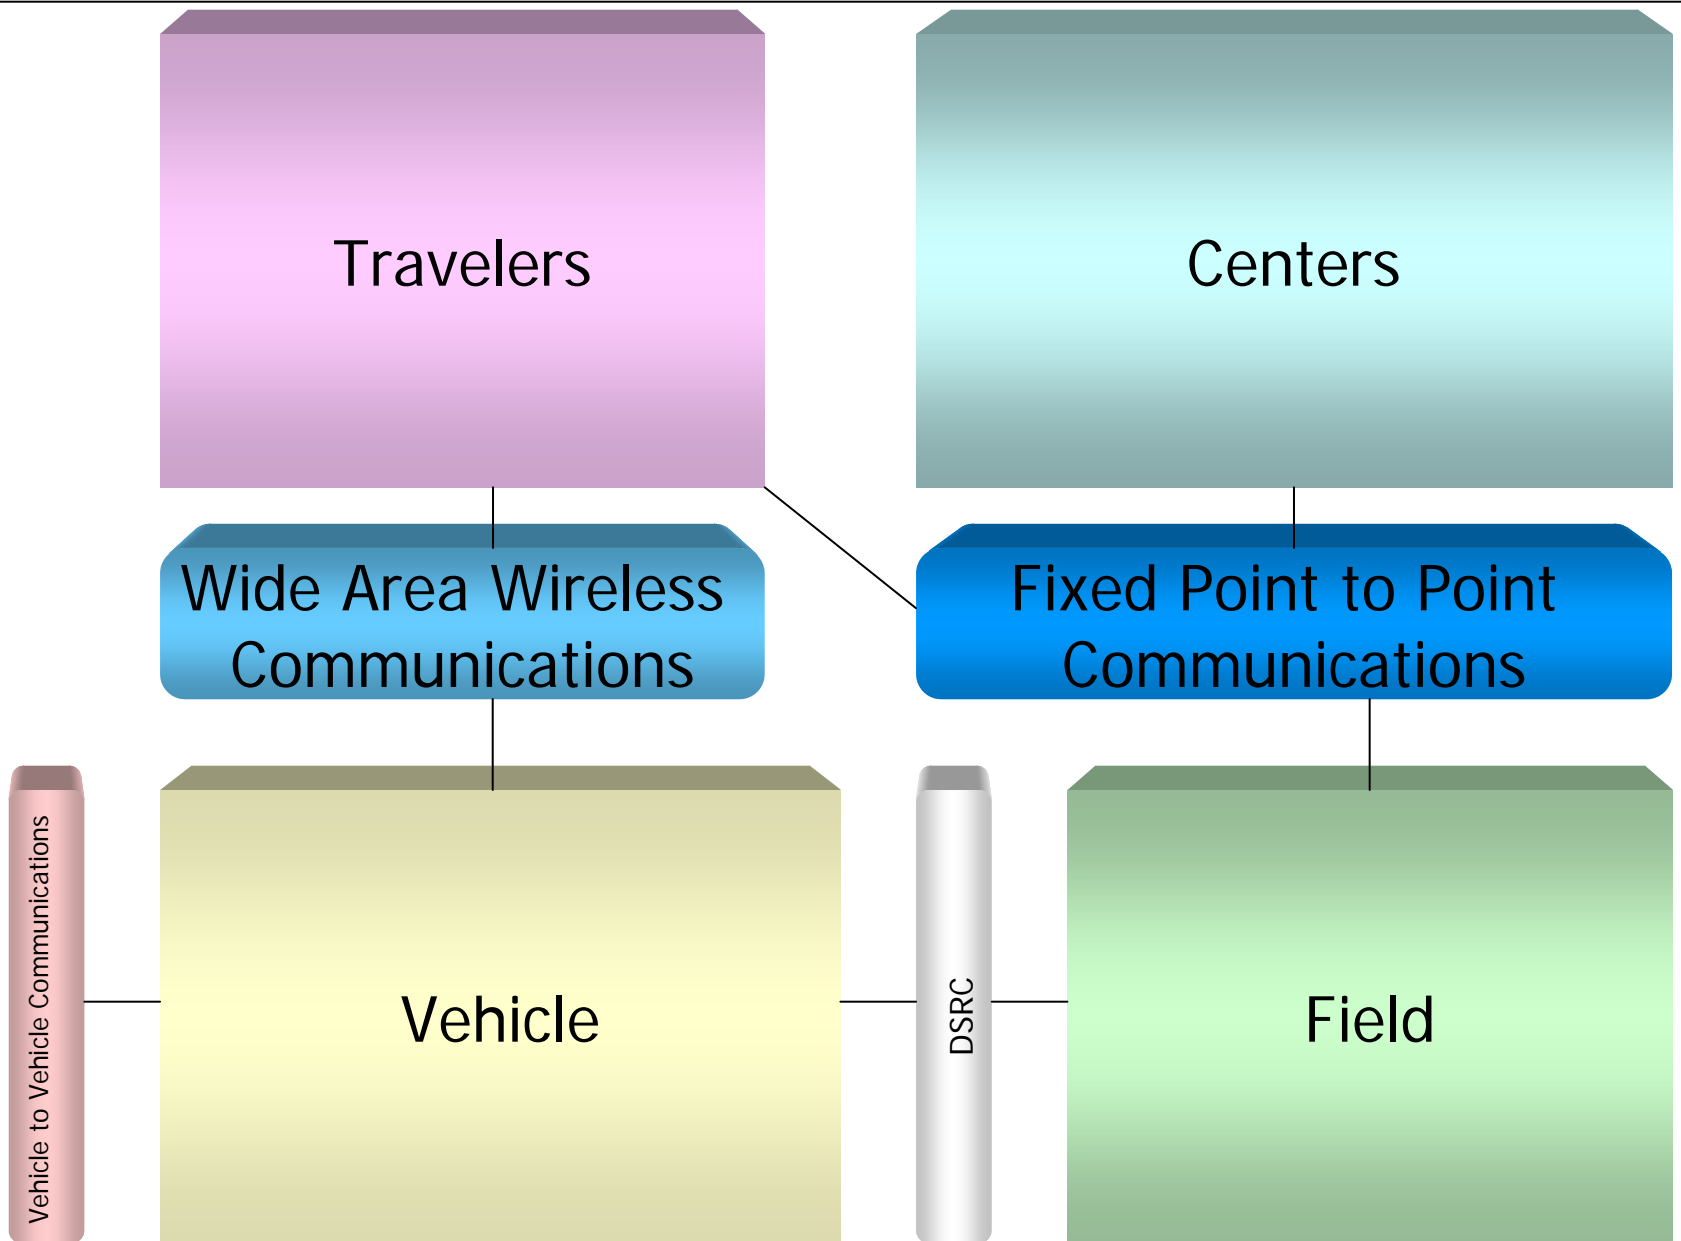 Travelers
Centers
Wide Area Wireless
Communications
Fixed Point to Point
Communications
Vehicle to Vehicle Communications
Vehicle
DSRC
Field